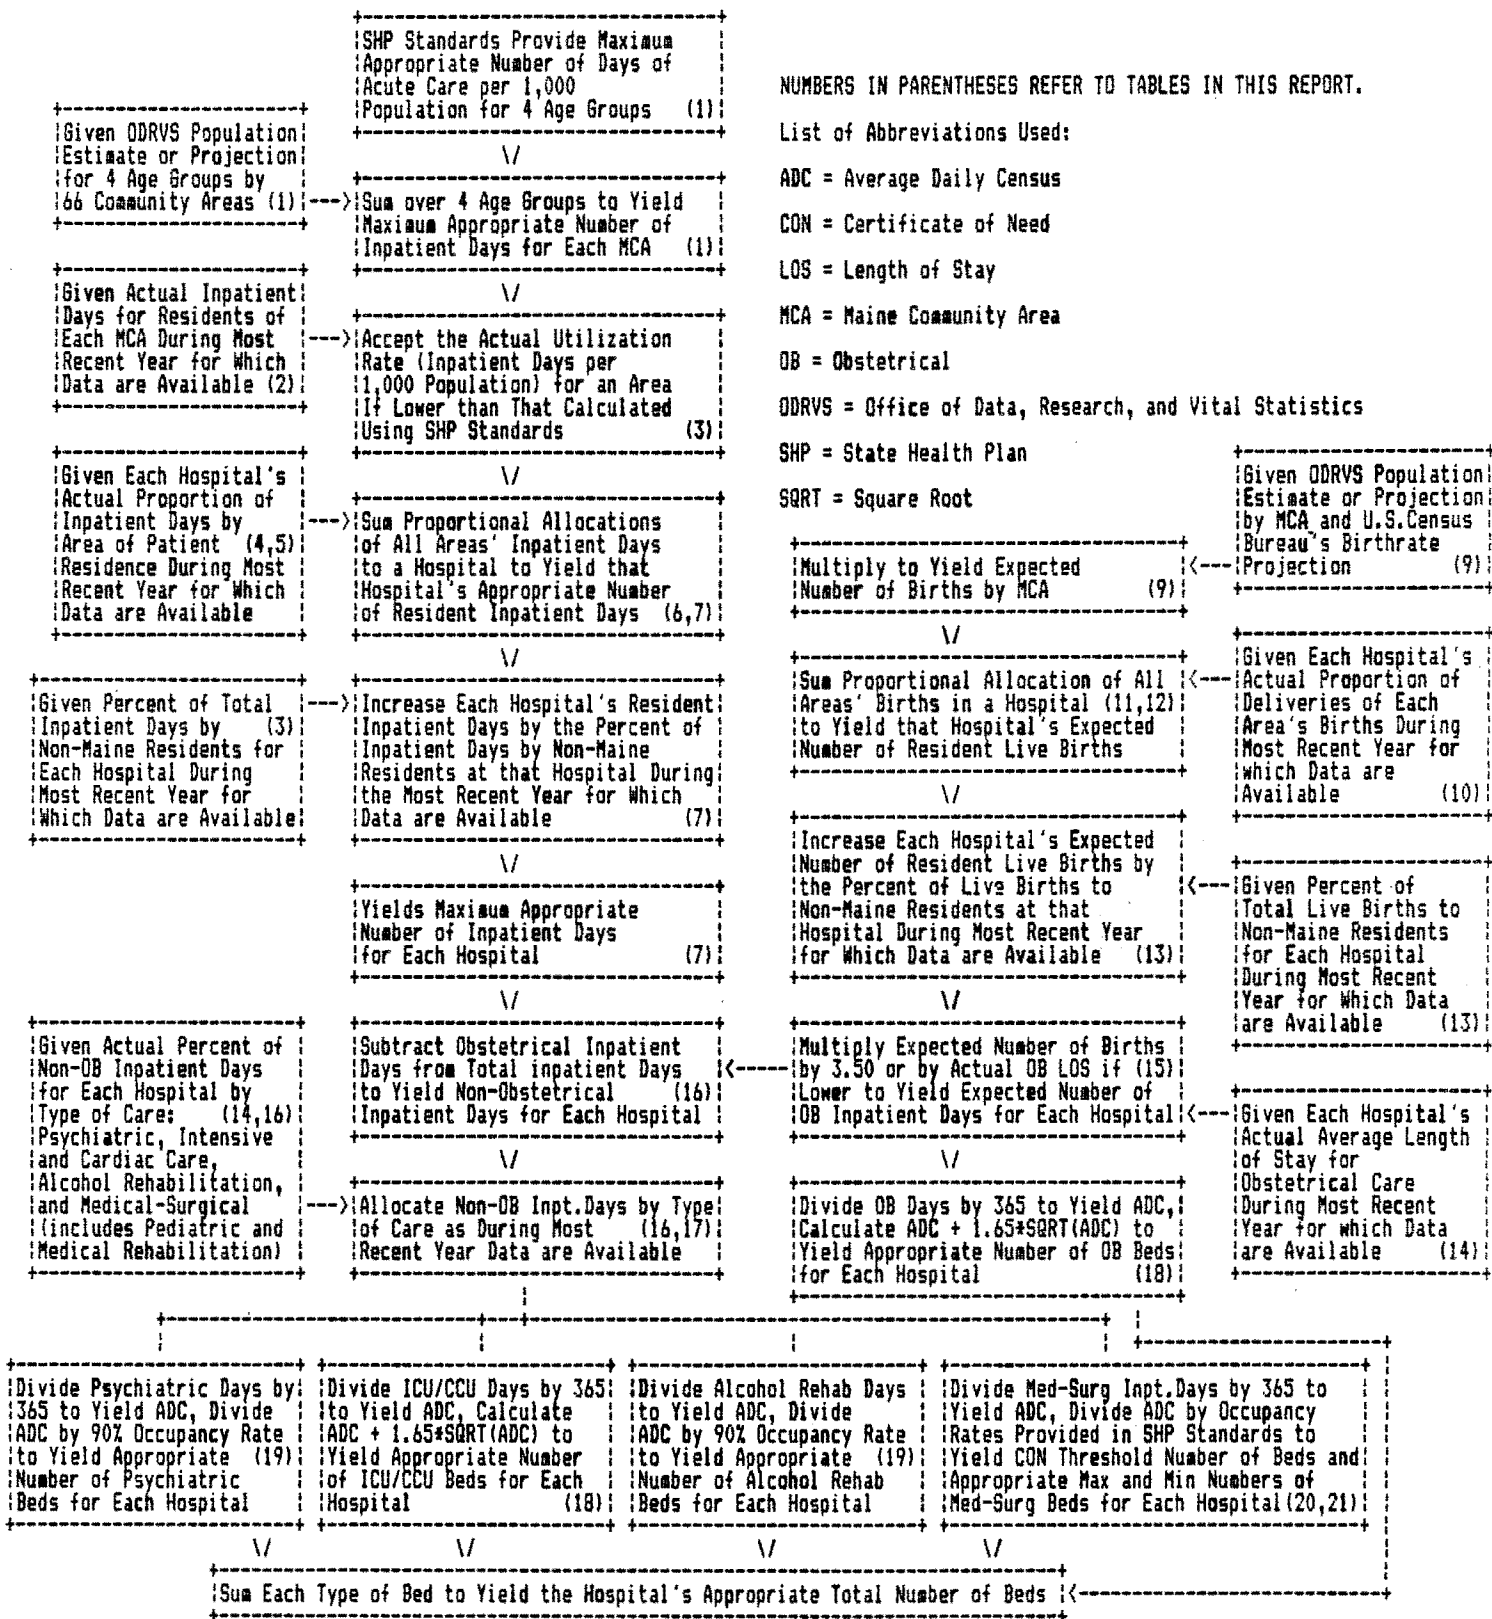 SHP Standards Provide Maximum
Appropriate Number of Days of
Acute Care per 1,000
Population for 4 Age Groups (1)
NUMBERS IN PARENTHESES REFER TO TABLES IN THIS REPORT.
List of Abbreviations Used:
ADC = Average Daily Census
CON = Certificate of Need
LOS = Length of Stay
MCA = Maine Community Area
OB = Obstetrical
ODRVS = Office of Data, Research, and Vital Statistics
SHP = State Health Plan
SQRT = Square Root
Given ODRVS Population
Estimate or Projection
for 4 Age Groups by
66 Community Areas (1)
--->
Sum over 4 Age Groups to Yield
Maximum Appropriate Number of
Inpatient Days for Each MCA (1)
Given Actual Inpatient
Days for Residents of
Each MCA During Most
Recent Year for Which
Data are Available (2)
--->
Accept the Actual Utilization
Rate (Inpatient Days per
1,000 Population) for an Area
If Lower than That Calculated
Using SHP Standards (3)
Given Each Hospital's
Actual Proportion of
Inpatient Days by
Area of Patient (4,5)
Residence During Most
Recent Year for Which
Data are Available
--->
Sum Proportional Allocations
of All Areas' Inpatient Days
to a Hospital to Yield that
Hospital's Appropriate Number
of Resident Inpatient Days (6,7)
Given Percent of Total
Inpatient Days by (3)
Non-Maine Residents for
Each Hospital During
Most Recent Year for
Which Data are Available
--->
Increase Each Hospital's Resident
Inpatient Days by the Percent of
Inpatient Days by Non-Maine
Residents at that Hospital During
the Most Recent Year for Which
Data are Available (7)
Yields Maximum Appropriate
Number of Inpatient Days
for Each Hospital (7)
Given ODRVS Population
Estimate or Projection
by MCA and U.S.Census
Bureau's Birthrate
Projection (9)
<---
Multiply to Yield Expected
Number of Births by MCA (9)
Given Each Hospital's
Actual Proportion of
Deliveries of Each
Area's Births During
Most Recent Year for
which Data are
Available (10)
<---
Sum Proportional Allocation of All
Areas' Births in a Hospital (11,12)
to Yield that Hospital's Expected
Number of Resident Live Births
Increase Each Hospital's Expected
Number of Resident Live Births by
the Percent of Live Births to
Non-Maine Residents at that
Hospital During Most Recent Year
for Which Data are Available (13)
<---
Given Percent of
Total Live Births to
Non-Maine Residents
for Each Hospital
During Most Recent
Year for Which Data
are Available (13)
Given Actual Percent of
Non-OB Inpatient Days
for Each Hospital by
Type of Care: (14,16)
Psychiatric, Intensive
and Cardiac Care,
Alcohol Rehabilitation,
and Medical-Surgical
(includes Pediatric and
Medical Rehabilitation)
--->
Subtract Obstetrical Inpatient
Days from Total inpatient Days
to Yield Non-Obstetrical (16)
Inpatient Days for Each Hospital
<-----
Multiply Expected Number of Births
by 3.50 or by Actual OB LOS if (15)
Lower to Yield Expected Number of
OB Inpatient Days for Each Hospital
<---
Given Each Hospital's
Actual Average Length
of Stay for
Obstetrical Care
During Most Recent
Year for which Data
are Available (14)
Allocate Non-OB Inpt.Days by Type
of Care as During Most (16,17)
Recent Year Data are Available
Divide OB Days by 365 to Yield ADC,
Calculate ADC + 1.65*SQRT(ADC) to
Yield Appropriate Number of OB Beds
for Each Hospital (18)
Divide Psychiatric Days by
365 to Yield ADC, Divide
ADC by 90% Occupancy Rate
to Yield Appropriate (19)
Number of Psychiatric
Beds for Each Hospital
Divide ICU/CCU Days by 365
to Yield ADC, Calculate
ADC + 1.65*SQRT(ADC) to
Yield Appropriate Number
of ICU/CCU Beds for Each
Hospital (18)
Divide Alcohol Rehab Days
to Yield ADC, Divide
ADC by 90% Occupancy Rate
to Yield Appropriate (19)
Number of Alcohol Rehab
Beds for Each Hospital
Divide Med-Surg Inpt.Days by 365 to
Yield ADC, Divide ADC by Occupancy
Rates Provided in SHP Standards to
Yield CON Threshold Number of Beds and
Appropriate Max and Min Numbers of
Med-Surg Beds for Each Hospital(20,21)
Sum Each Type of Bed to Yield the Hospital's Appropriate Total Number of Beds